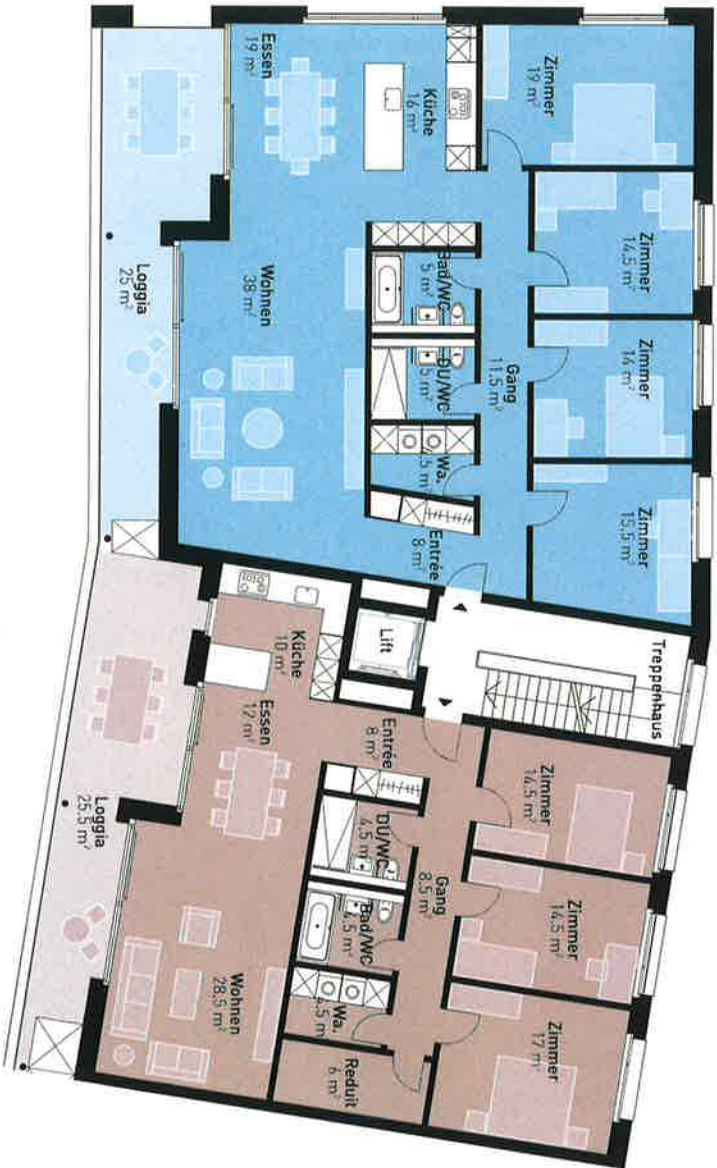 Zimmer
19 m²
Zimmer
14.5 m²
Zimmer
14 m²
Zimmer
15.5 m²
Treppenhaus
Zimmer
14.5 m²
Zimmer
14.5 m²
Zimmer
17 m²
Gang
11.5 m²
Gang
8.5 m²
Küche
16 m²
Bad/WC
5 m²
DU/WC
5 m²
Wa.
4.5 m²
Entrée
8 m²
Lift
Entrée
8 m²
DU/WC
4.5 m²
Bad/WC
4.5 m²
Wa.
4.5 m²
Reduit
6 m²
Essen
19 m²
Wohnen
38 m²
Küche
10 m²
Essen
12 m²
Wohnen
28.5 m²
Loggia
25 m²
Loggia
25.5 m²